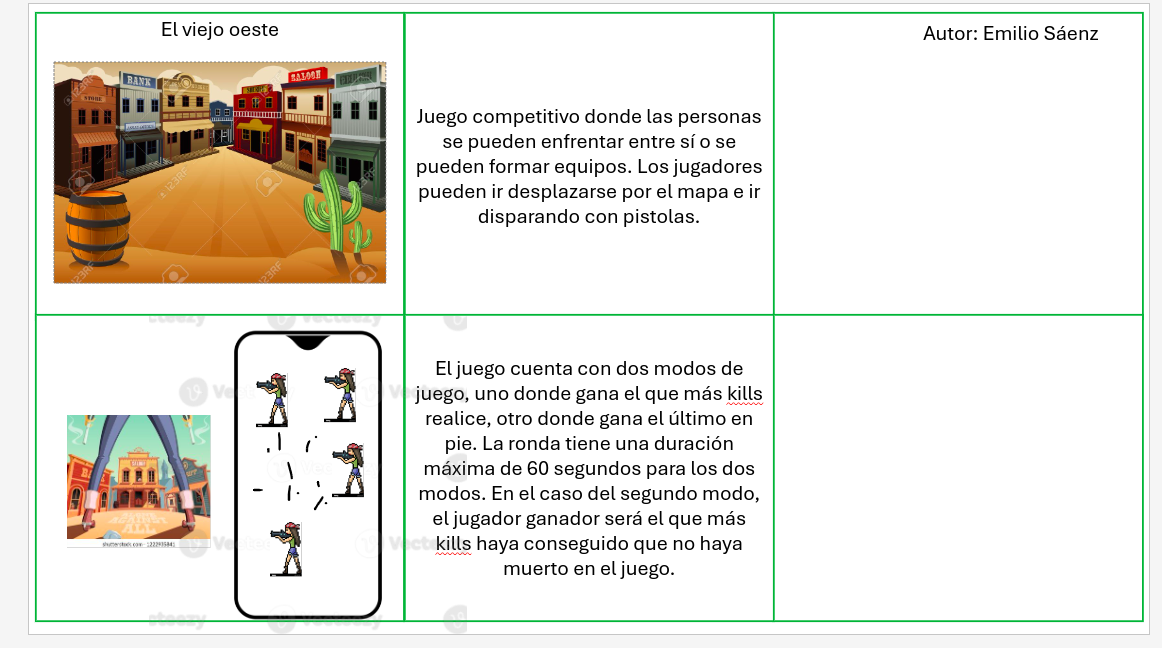 El viejo oeste
Autor: Emilio Sáenz
BANK
STORE
SALOON
123RF
Juego competitivo donde las personas
se pueden enfrentar entre sí o se
pueden formar equipos. Los jugadores
pueden ir desplazarse por el mapa e ir
disparando con pistolas.
vecteezy
El juego cuenta con dos modos de
juego, uno donde gana el que más kills
realice, otro donde gana el último en
pie. La ronda tiene una duración
máxima de 60 segundos para los dos
modos. En el caso del segundo modo,
el jugador ganador será el que más
kills haya conseguido que no haya
muerto en el juego.